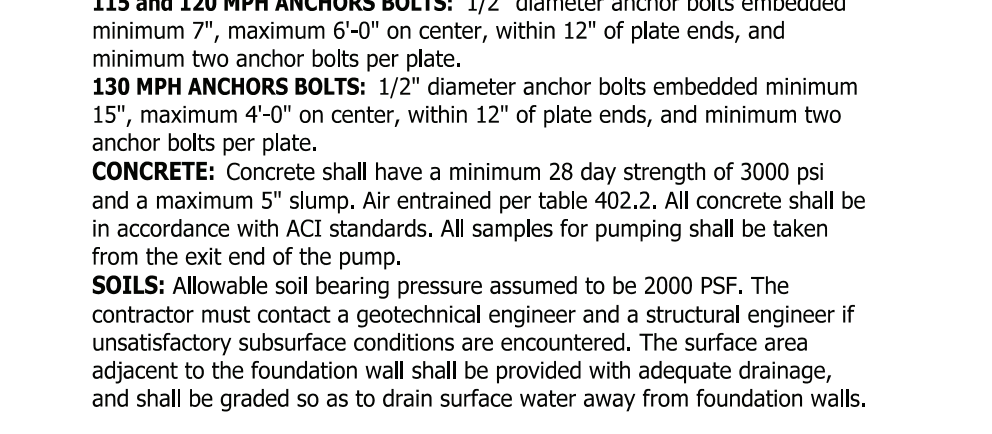 115 and 120 MPH ANCHORS BOLTS: 1/2" diameter anchor bolts embedded
minimum 7", maximum 6'-0" on center, within 12" of plate ends, and
minimum two anchor bolts per plate.
130 MPH ANCHORS BOLTS: 1/2" diameter anchor bolts embedded minimum
15", maximum 4'-0" on center, within 12" of plate ends, and minimum two
anchor bolts per plate.
CONCRETE: Concrete shall have a minimum 28 day strength of 3000 psi
and a maximum 5" slump. Air entrained per table 402.2. All concrete shall be
in accordance with ACI standards. All samples for pumping shall be taken
from the exit end of the pump.
SOILS: Allowable soil bearing pressure assumed to be 2000 PSF. The
contractor must contact a geotechnical engineer and a structural engineer if
unsatisfactory subsurface conditions are encountered. The surface area
adjacent to the foundation wall shall be provided with adequate drainage,
and shall be graded so as to drain surface water away from foundation walls.